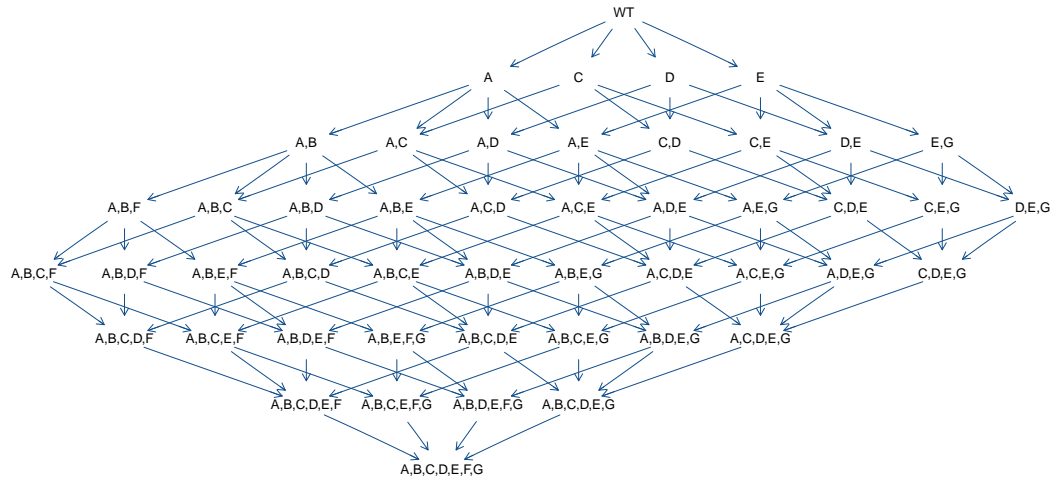 WT
A C D E
A,B A,C A,D A,E C,D C,E D,E E,G
A,B,F A,B,C A,B,D A,B,E A,C,D A,C,E A,D,E A,E,G C,D,E C,E,G D,E,G
A,B,C,F A,B,D,F A,B,E,F A,B,C,D A,B,C,E A,B,D,E A,B,E,G A,C,D,E A,C,E,G A,D,E,G C,D,E,G
A,B,C,D,F A,B,C,E,F A,B,D,E,F A,B,E,F,G A,B,C,D,E A,B,C,E,G A,B,D,E,G A,C,D,E,G
A,B,C,D,E,F A,B,C,E,F,G A,B,D,E,F,G A,B,C,D,E,G
A,B,C,D,E,F,G